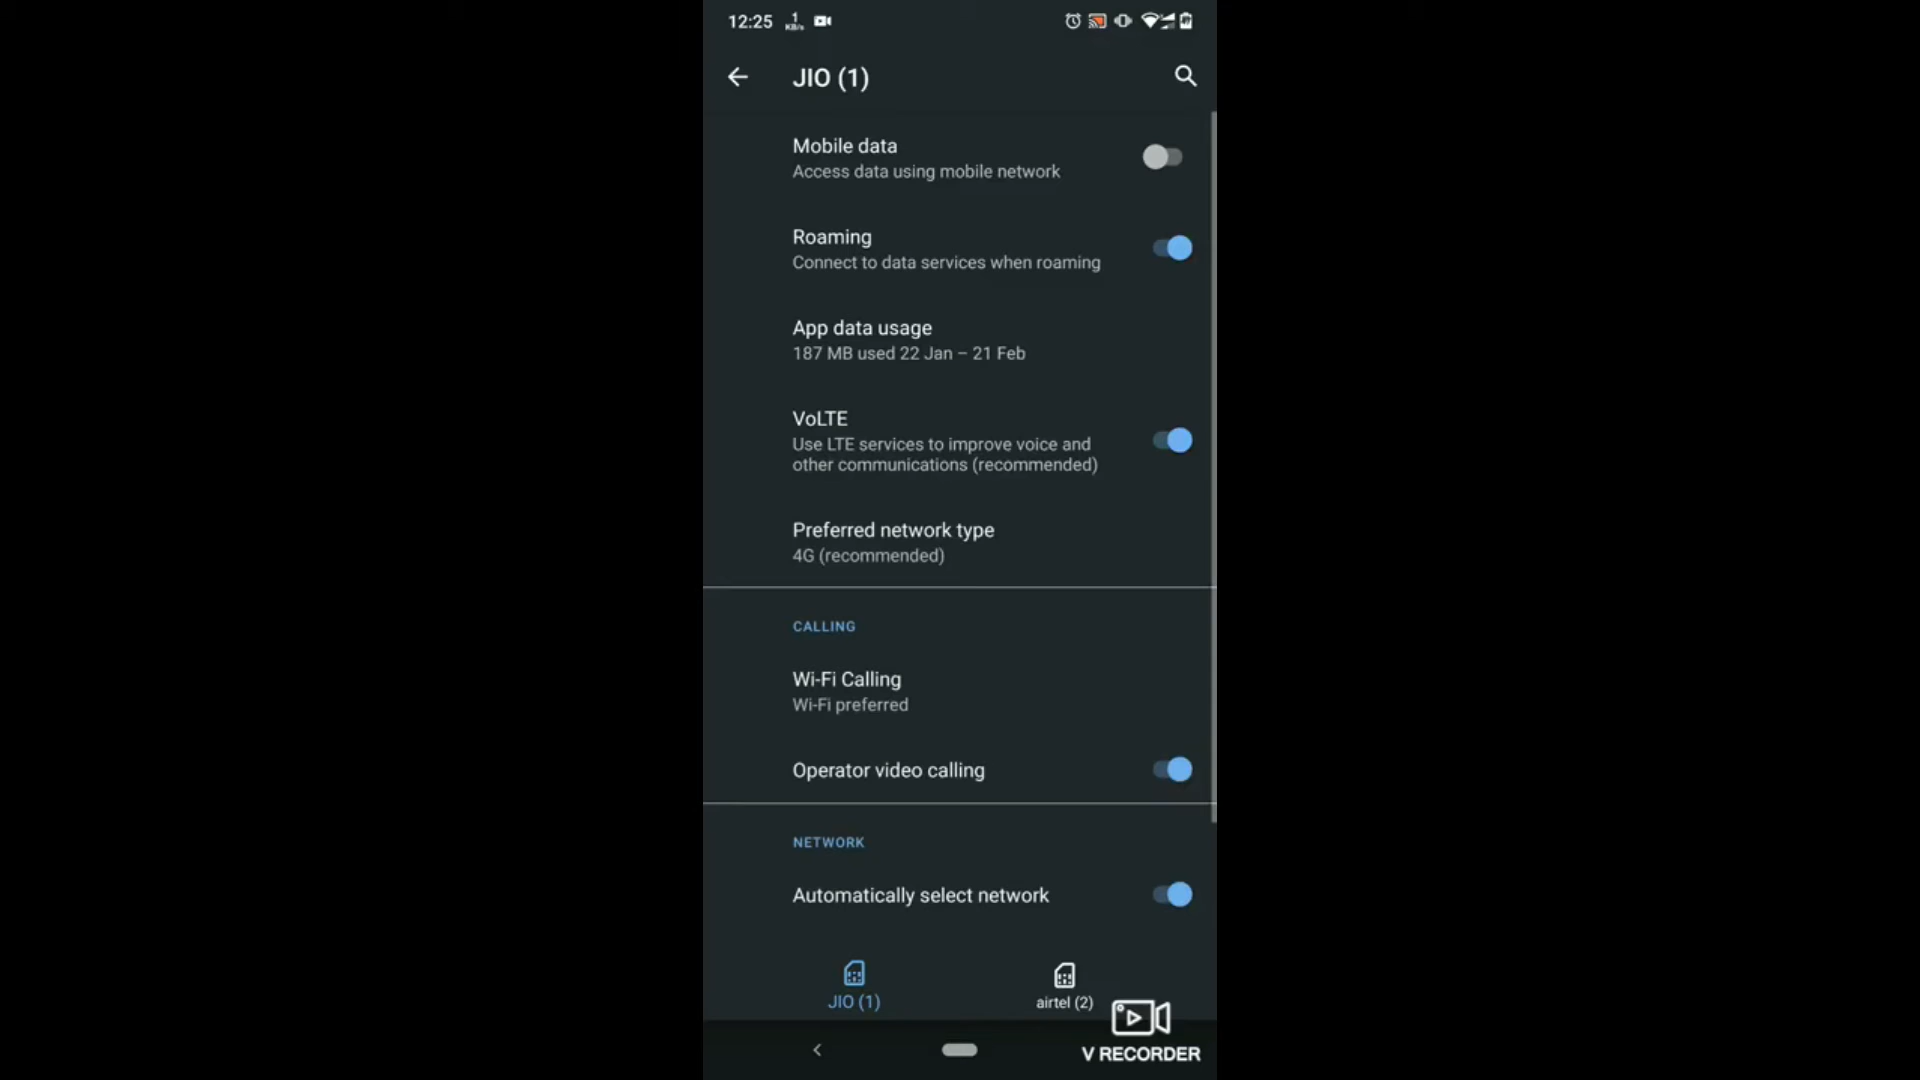 12:25 1 KB/s
JIO (1)
Mobile data
Access data using mobile network
Roaming
Connect to data services when roaming
App data usage
187 MB used 22 Jan – 21 Feb
VoLTE
Use LTE services to improve voice and
other communications (recommended)
Preferred network type
4G (recommended)
CALLING
Wi-Fi Calling
Wi-Fi preferred
Operator video calling
NETWORK
Automatically select network
JIO (1) airtel (2)
V RECORDER